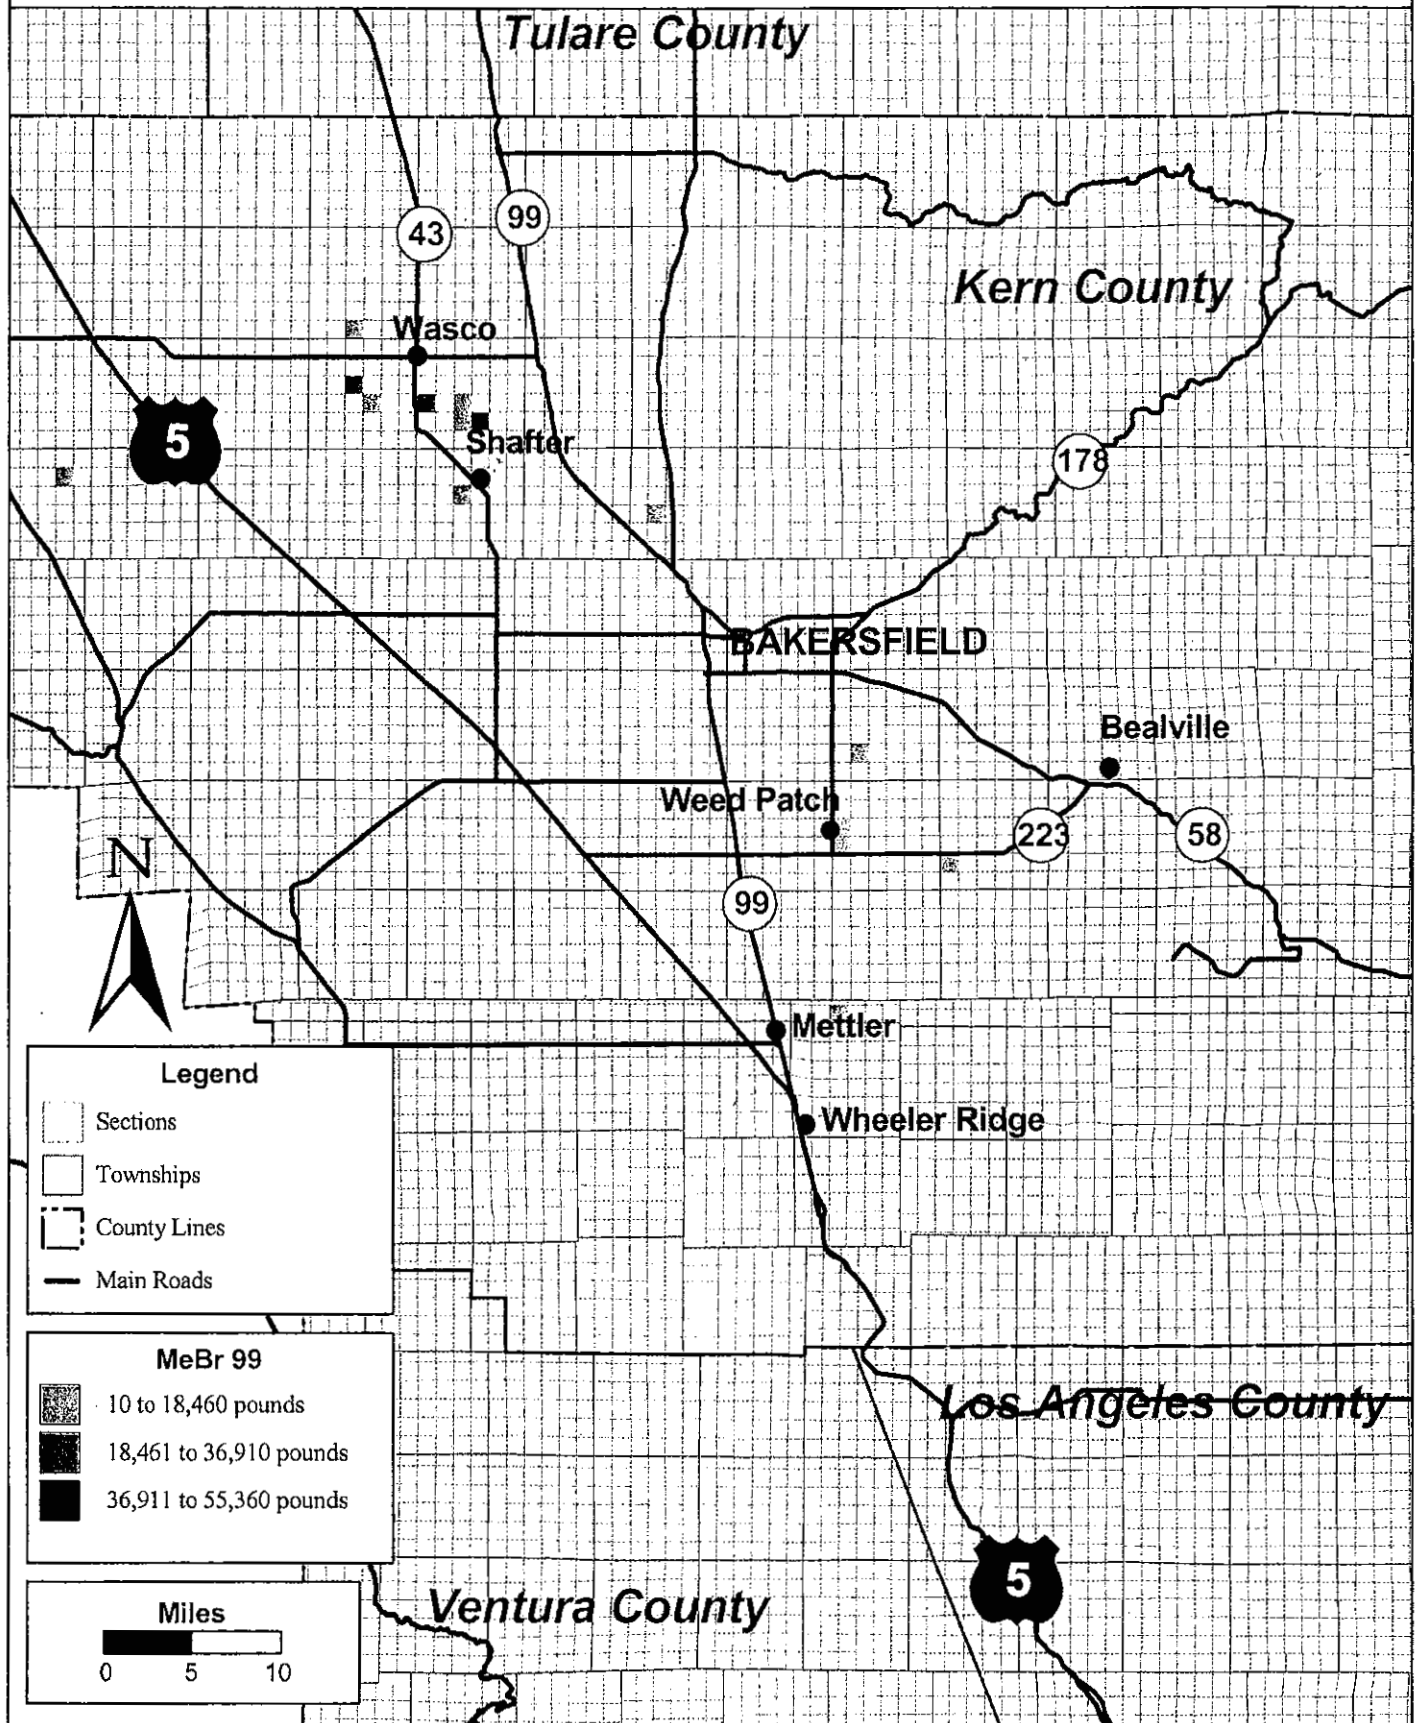 Tulare County
99
43
Kern County
Wasco
5
Shafter
178
BAKERSFIELD
Bealville
Weed Patch
223
58
N
99
Mettler
Legend
Sections
Townships
County Lines
Main Roads
Wheeler Ridge
MeBr 99
10 to 18,460 pounds
18,461 to 36,910 pounds
36,911 to 55,360 pounds
Los Angeles County
5
Ventura County
Miles
0 5 10